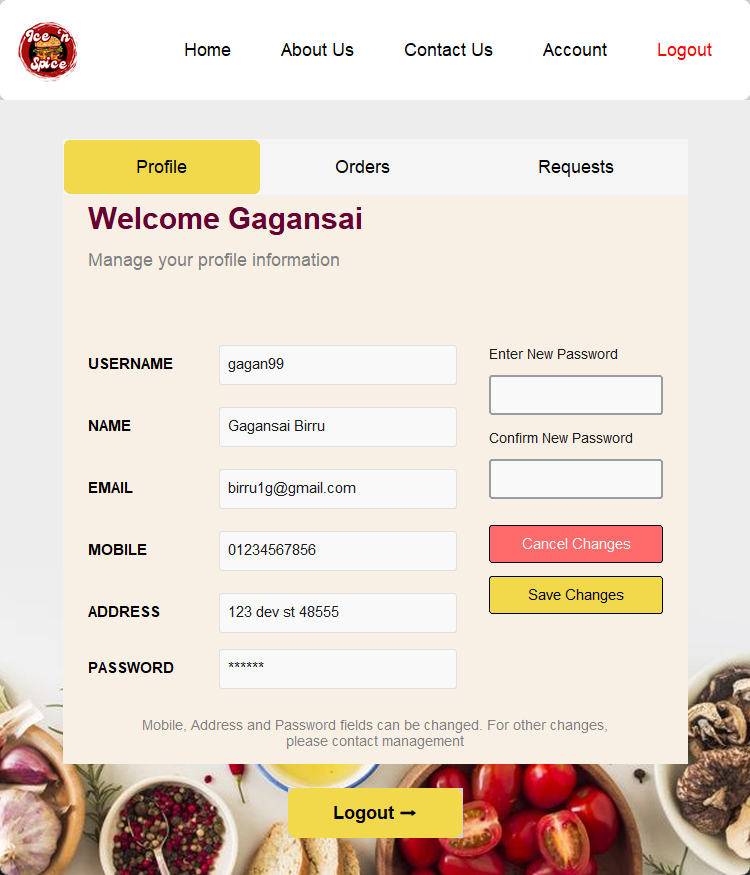 Ice 'n
Spice
Home About Us Contact Us Account Logout
Profile Orders Requests
Welcome Gagansai
Manage your profile information
USERNAME gagan99
NAME Gagansai Birru
EMAIL birru1g@gmail.com
MOBILE 01234567856
ADDRESS 123 dev st 48555
PASSWORD ******
Enter New Password
Confirm New Password
Cancel Changes
Save Changes
Mobile, Address and Password fields can be changed. For other changes,
please contact management
Logout →